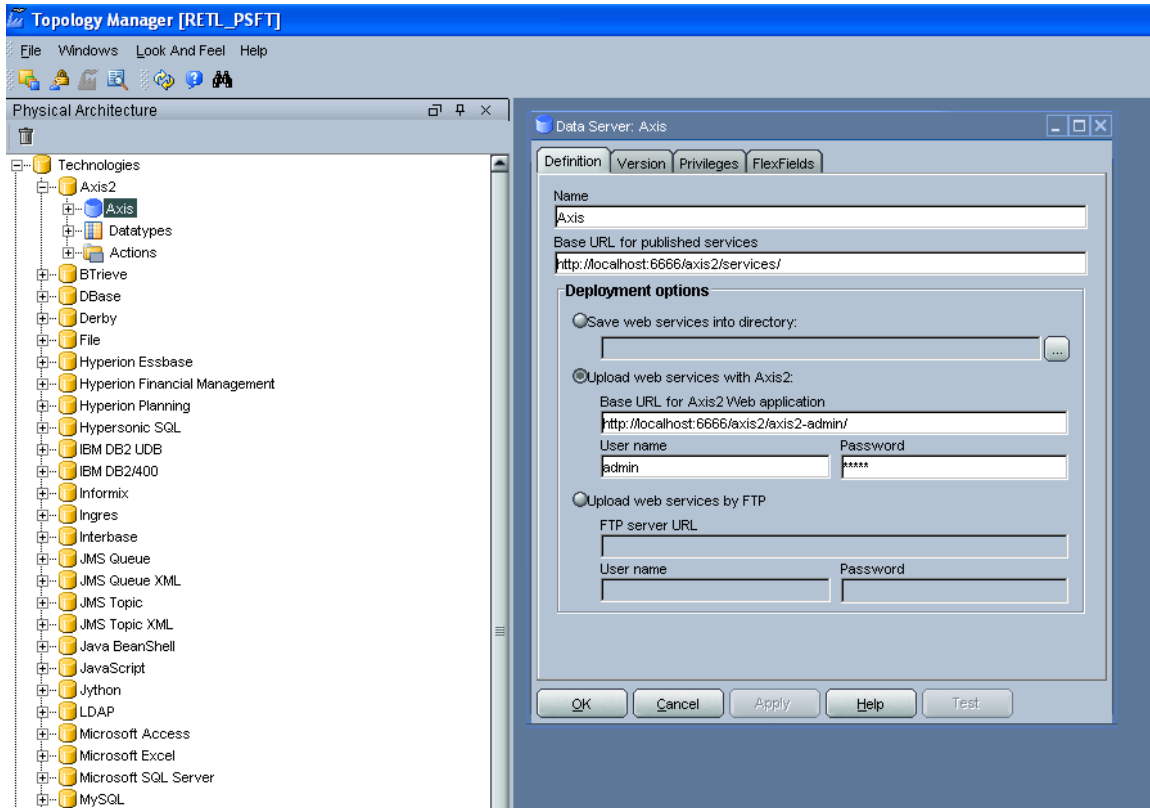 Topology Manager [RETL_PSFT]
File Windows Look And Feel Help
Physical Architecture
Technologies
Axis2
Axis
Datatypes
Actions
BTrieve
DBase
Derby
File
Hyperion Essbase
Hyperion Financial Management
Hyperion Planning
Hypersonic SQL
IBM DB2 UDB
IBM DB2/400
Informix
Ingres
Interbase
JMS Queue
JMS Queue XML
JMS Topic
JMS Topic XML
Java BeanShell
JavaScript
Jython
LDAP
Microsoft Access
Microsoft Excel
Microsoft SQL Server
MySQL
Data Server: Axis
Definition Version Privileges FlexFields
Name
Axis
Base URL for published services
http://localhost:6666/axis2/services/
Deployment options
Save web services into directory:
...
Upload web services with Axis2:
Base URL for Axis2 Web application
http://localhost:6666/axis2/axis2-admin/
User name Password
admin *****
Upload web services by FTP
FTP server URL
User name Password
OK Cancel Apply Help Test